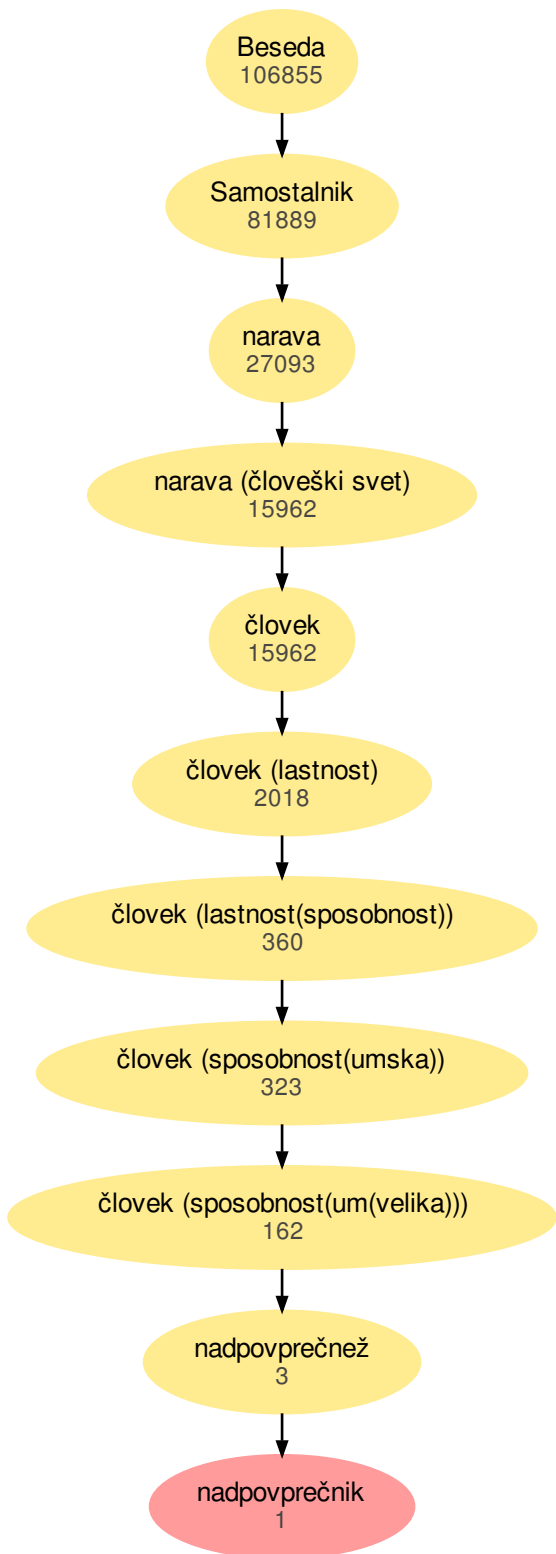 Beseda
106855
Samostalnik
81889
narava
27093
narava (človeški svet)
15962
človek
15962
človek (lastnost)
2018
človek (lastnost(sposobnost))
360
človek (sposobnost(umska))
323
človek (sposobnost(um(velika)))
162
nadpovprečnež
3
nadpovprečnik
1